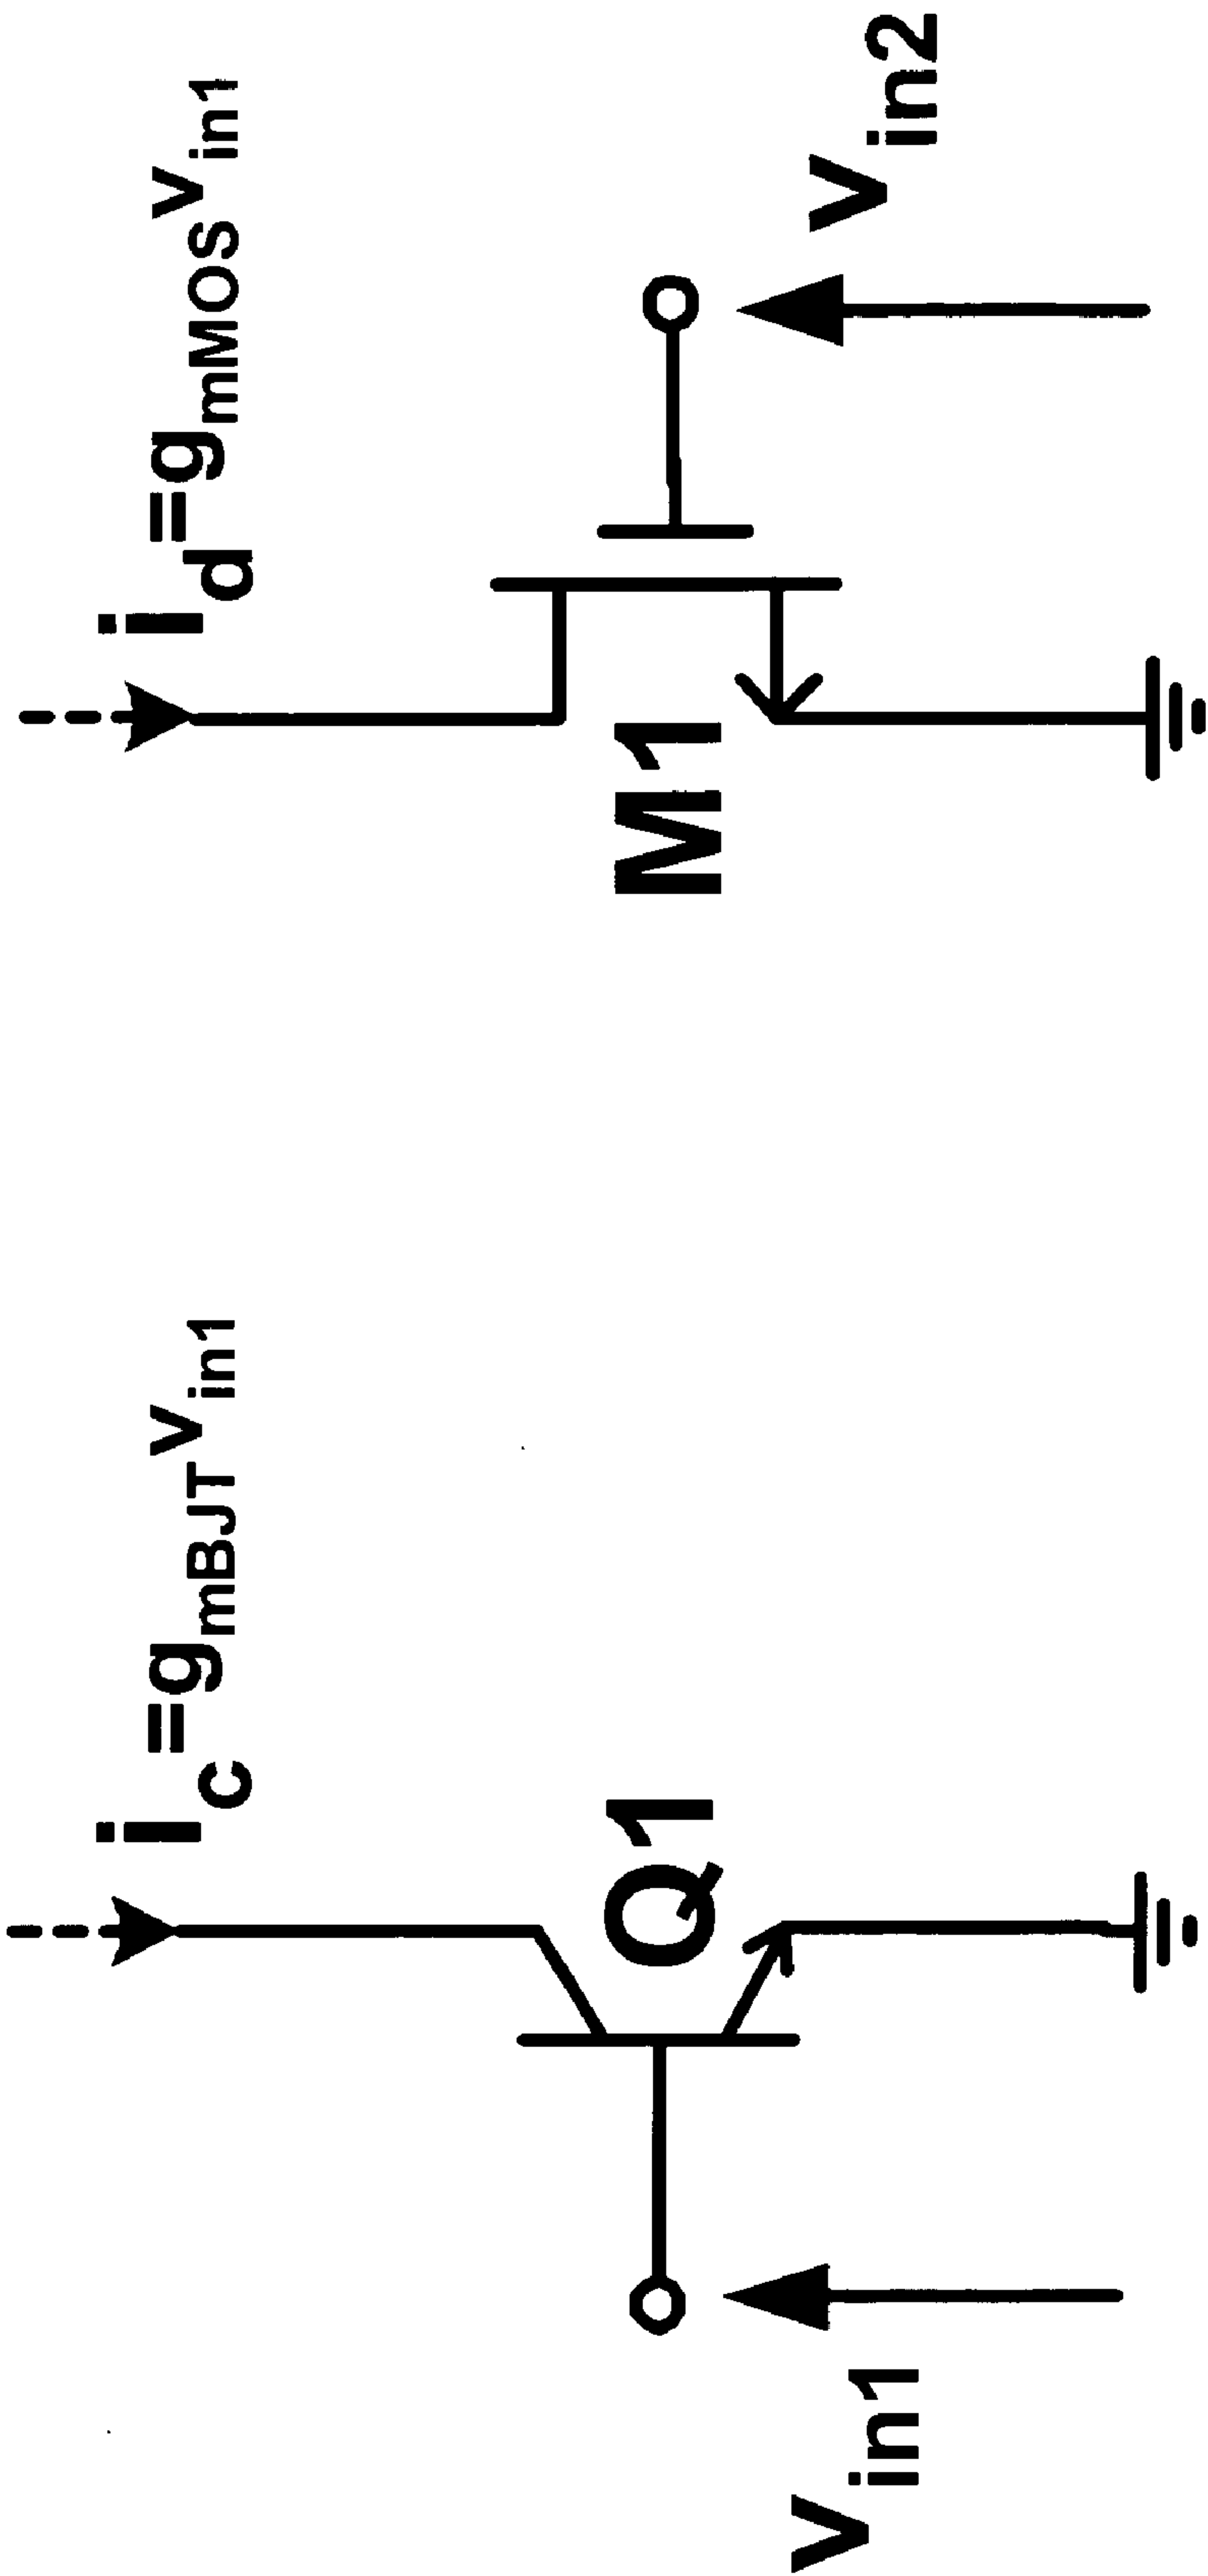 i_c=g_mBJT v_in1
Q1
v_in1
i_d=g_mMOS v_in1
M1
v_in2